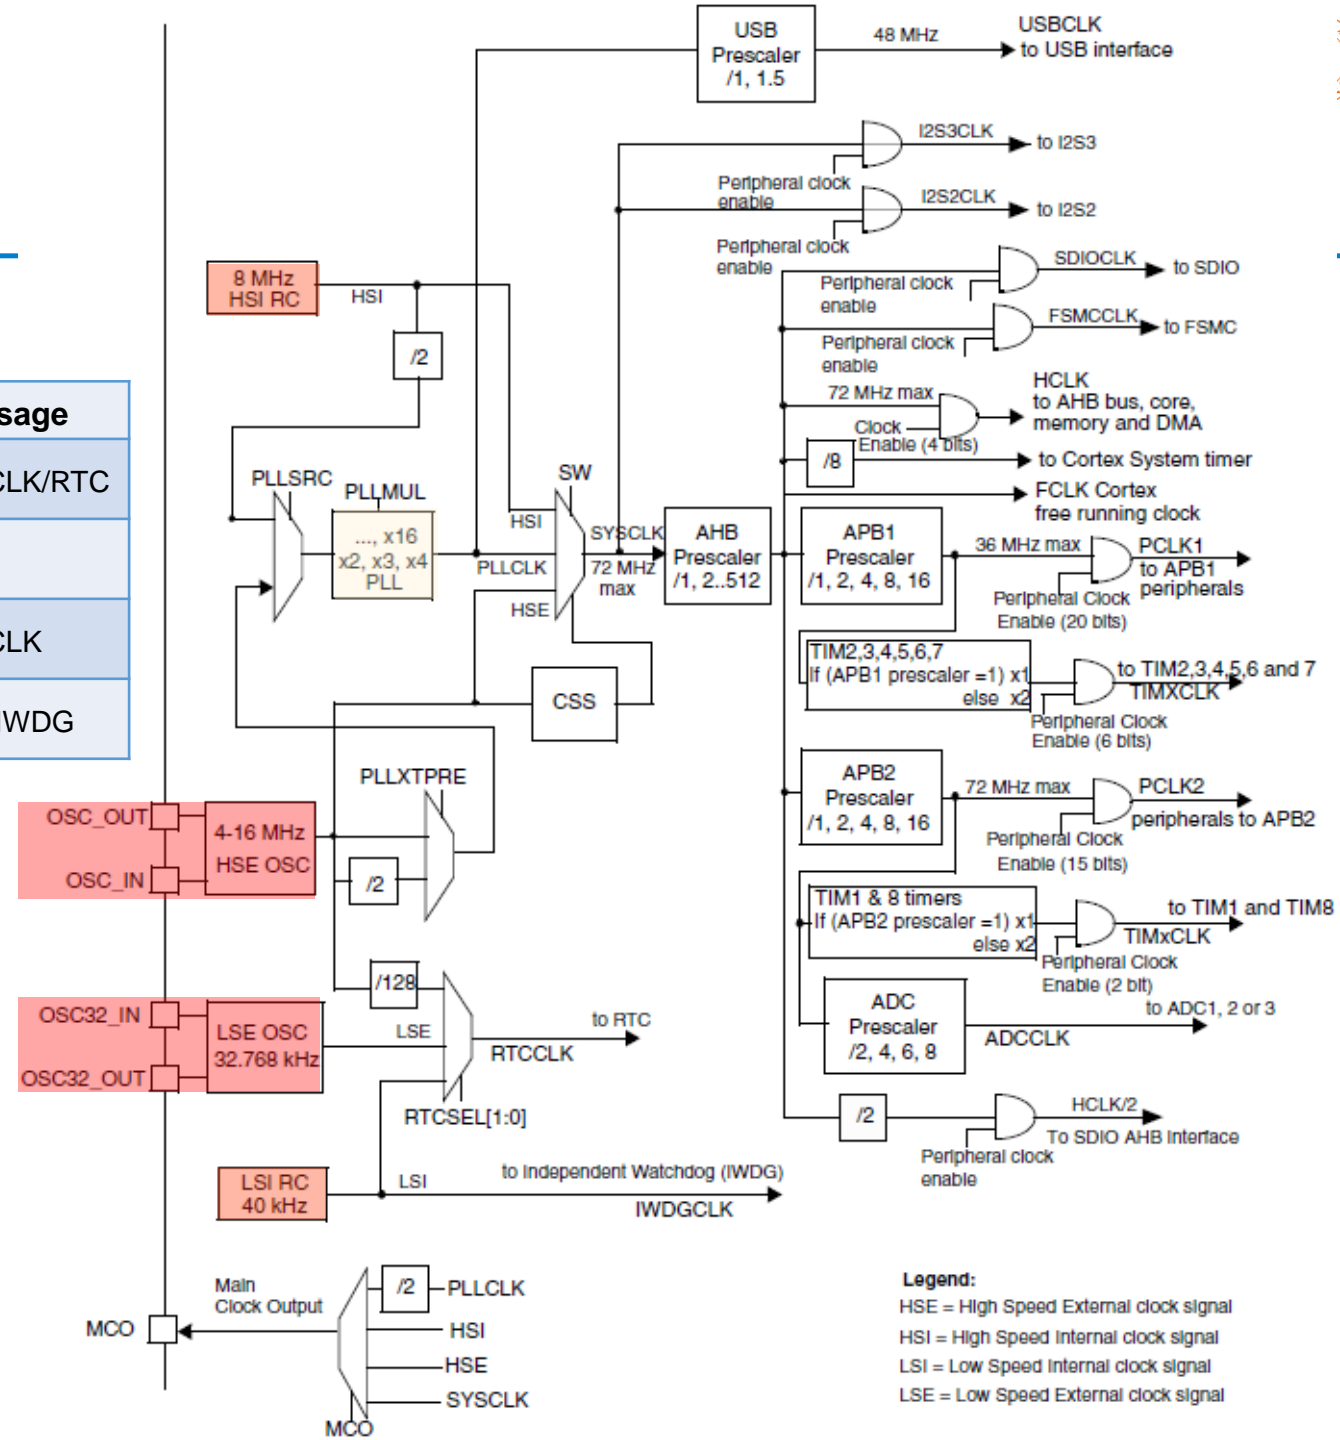 USB
Prescaler
/1, 1.5
48 MHz
USBCLK
to USB interface
I2S3CLK
to I2S3
Peripheral clock
enable
I2S2CLK
to I2S2
Peripheral clock
enable
SDIOCLK
to SDIO
Peripheral clock
enable
FSMCCLK
to FSMC
Peripheral clock
enable
8 MHz
HSI RC
HSI
/2
72 MHz max
Clock
Enable (4 bits)
HCLK
to AHB bus, core,
memory and DMA
/8
to Cortex System timer
FCLK Cortex
free running clock
CLK/RTC
CLK
IWDG
PLLSRC
PLLMUL
..., x16
x2, x3, x4
PLL
SW
HSI
PLLCLK
HSE
SYSCLK
72 MHz
max
AHB
Prescaler
/1, 2..512
APB1
Prescaler
/1, 2, 4, 8, 16
36 MHz max
PCLK1
to APB1
peripherals
Peripheral Clock
Enable (20 bits)
TIM2,3,4,5,6,7
If (APB1 prescaler =1) x1
else x2
to TIM2,3,4,5,6 and 7
TIMXCLK
Peripheral Clock
Enable (6 bits)
CSS
PLLXTPRE
OSC_OUT
OSC_IN
4-16 MHz
HSE OSC
/2
APB2
Prescaler
/1, 2, 4, 8, 16
72 MHz max
PCLK2
peripherals to APB2
Peripheral Clock
Enable (15 bits)
TIM1 & 8 timers
If (APB2 prescaler =1) x1
else x2
to TIM1 and TIM8
TIMxCLK
Peripheral Clock
Enable (2 bit)
/128
OSC32_IN
OSC32_OUT
LSE OSC
32.768 kHz
LSE
to RTC
RTCCLK
RTCSEL[1:0]
ADC
Prescaler
/2, 4, 6, 8
to ADC1, 2 or 3
ADCCLK
/2
HCLK/2
To SDIO AHB Interface
Peripheral clock
enable
LSI RC
40 kHz
LSI
to Independent Watchdog (IWDG)
IWDGCLK
Main
Clock Output
MCO
/2
PLLCLK
HSI
HSE
SYSCLK
MCO
Legend:
HSE = High Speed External clock signal
HSI = High Speed Internal clock signal
LSI = Low Speed Internal clock signal
LSE = Low Speed External clock signal